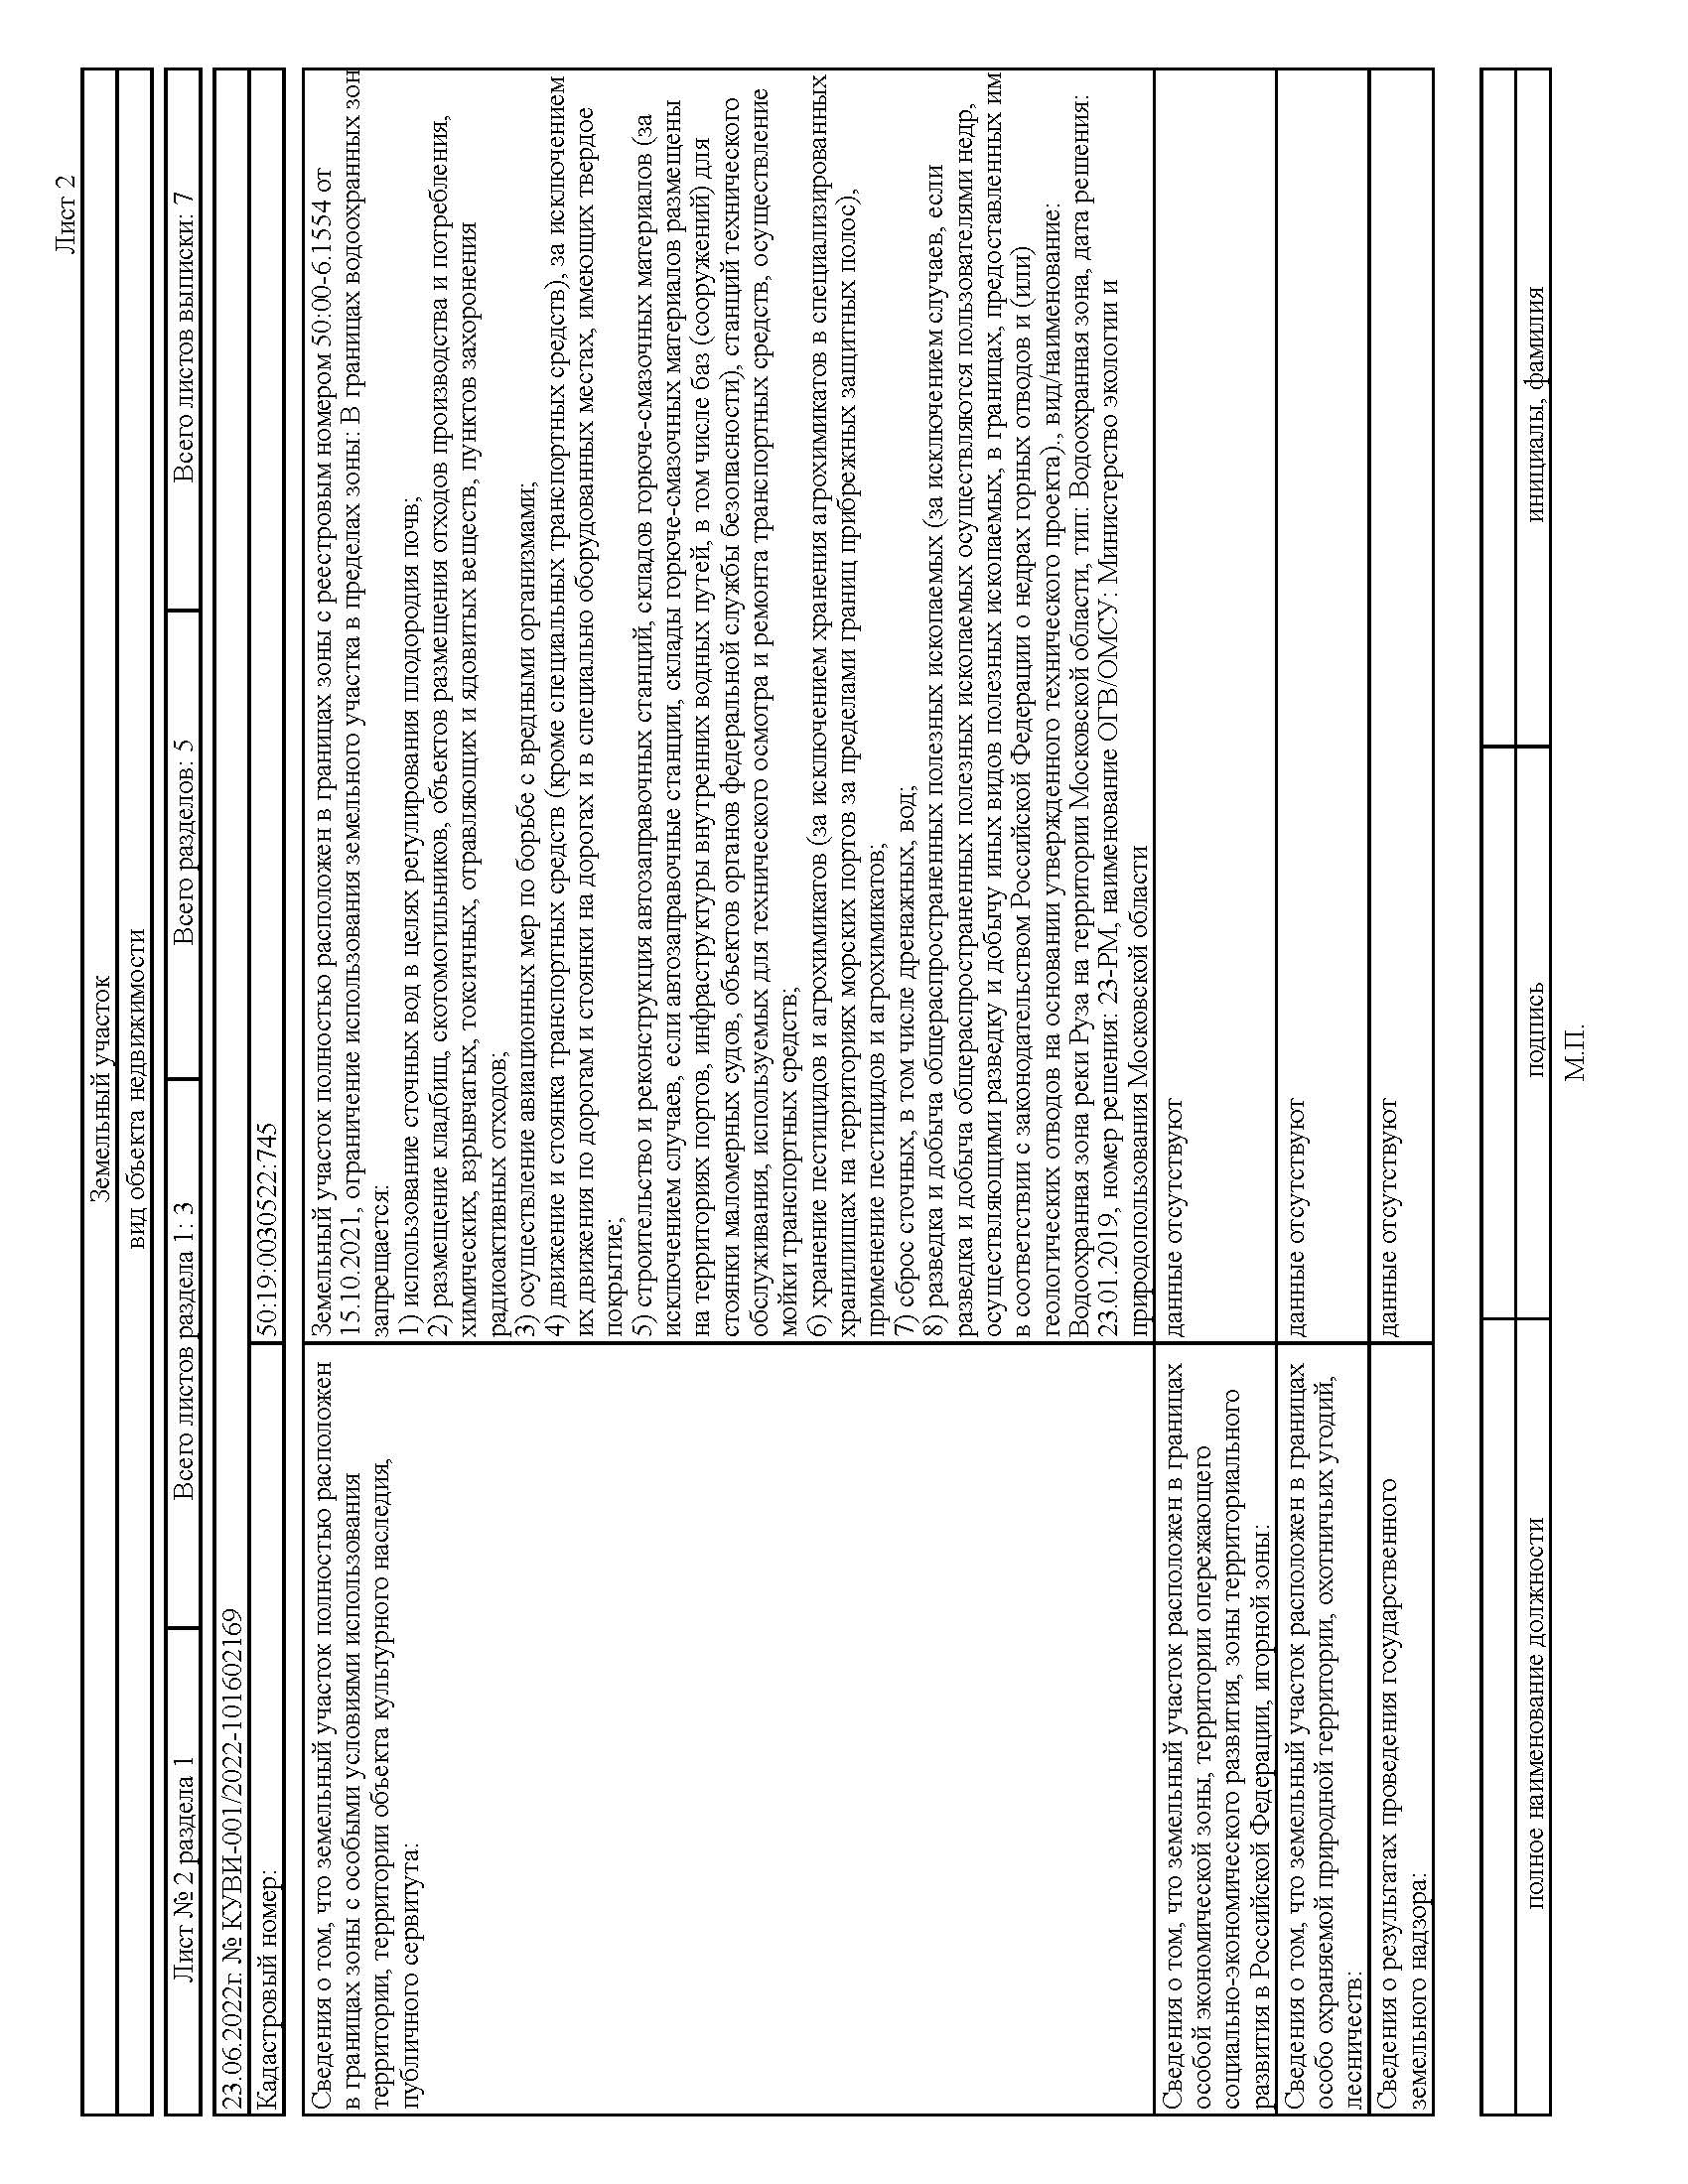 Лист 2
Земельный участок
вид объекта недвижимости
Лист № 2 раздела 1
Всего листов раздела 1: 3
Всего разделов: 5
Всего листов выписки: 7
23.06.2022г. № КУВИ-001/2022-101602169
Кадастровый номер:
50:19:0030522:745
Сведения о том, что земельный участок полностью расположен
в границах зоны с особыми условиями использования
территории, территории объекта культурного наследия,
публичного сервитута:
Земельный участок полностью расположен в границах зоны с реестровым номером 50:00-6.1554 от
15.10.2021, ограничение использования земельного участка в пределах зоны: В границах водоохранных зон
запрещается:
1) использование сточных вод в целях регулирования плодородия почв;
2) размещение кладбищ, скотомогильников, объектов размещения отходов производства и потребления,
химических, взрывчатых, токсичных, отравляющих и ядовитых веществ, пунктов захоронения
радиоактивных отходов;
3) осуществление авиационных мер по борьбе с вредными организмами;
4) движение и стоянка транспортных средств (кроме специальных транспортных средств), за исключением
их движения по дорогам и стоянки на дорогах и в специально оборудованных местах, имеющих твердое
покрытие;
5) строительство и реконструкция автозаправочных станций, складов горюче-смазочных материалов (за
исключением случаев, если автозаправочные станции, склады горюче-смазочных материалов размещены
на территориях портов, инфраструктуры внутренних водных путей, в том числе баз (сооружений) для
стоянки маломерных судов, объектов органов федеральной службы безопасности), станций технического
обслуживания, используемых для технического осмотра и ремонта транспортных средств, осуществление
мойки транспортных средств;
6) хранение пестицидов и агрохимикатов (за исключением хранения агрохимикатов в специализированных
хранилищах на территориях морских портов за пределами границ прибрежных защитных полос),
применение пестицидов и агрохимикатов;
7) сброс сточных, в том числе дренажных, вод;
8) разведка и добыча общераспространенных полезных ископаемых (за исключением случаев, если
разведка и добыча общераспространенных полезных ископаемых осуществляются пользователями недр,
осуществляющими разведку и добычу иных видов полезных ископаемых, в границах, предоставленных им
в соответствии с законодательством Российской Федерации о недрах горных отводов и (или)
геологических отводов на основании утвержденного технического проекта)., вид/наименование:
Водоохранная зона реки Руза на территории Московской области, тип: Водоохранная зона, дата решения:
23.01.2019, номер решения: 23-РМ, наименование ОГВ/ОМСУ: Министерство экологии и
природопользования Московской области
Сведения о том, что земельный участок расположен в границах
особой экономической зоны, территории опережающего
социально-экономического развития, зоны территориального
развития в Российской Федерации, игорной зоны:
данные отсутствуют
Сведения о том, что земельный участок расположен в границах
особо охраняемой природной территории, охотничьих угодий,
лесничеств:
данные отсутствуют
Сведения о результатах проведения государственного
земельного надзора:
данные отсутствуют
полное наименование должности
подпись
инициалы, фамилия
М.П.